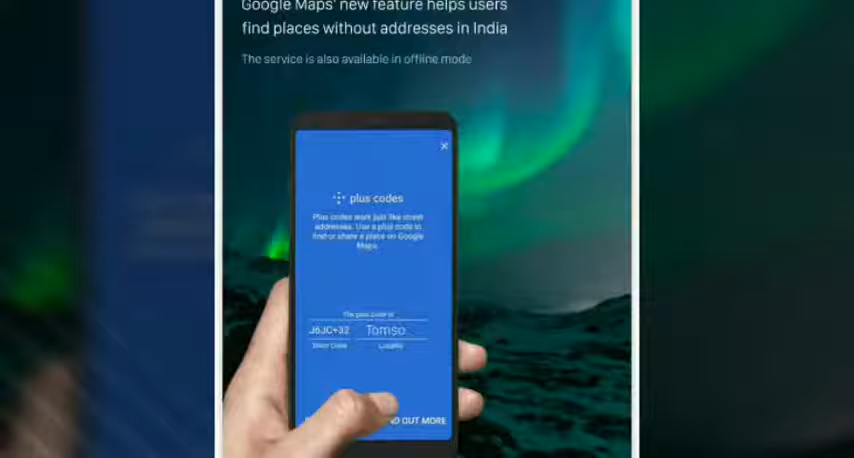 Google Maps' new feature helps users
find places without addresses in India
The service is also available in offline mode
plus codes
Plus codes work just like street
addresses. Use a plus code to
find or share a place on Google
Maps.
The plus code is
J6JC+32 Tomso
Short Code Locality
OUT MORE